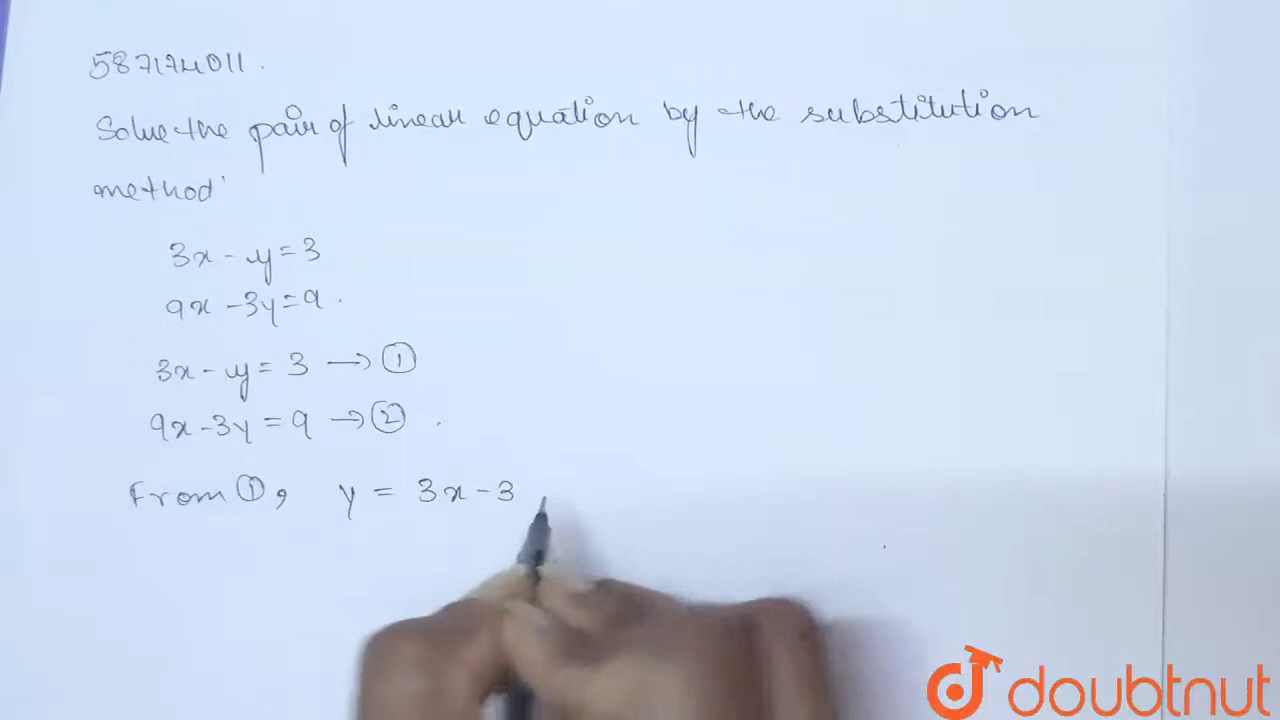 587174011.
Solve the pair of linear equation by the substitution
method
3x - y = 3
9x - 3y = 9.
3x - y = 3 → ①
9x - 3y = 9 → ②
From ①, y = 3x - 3
doubtnut